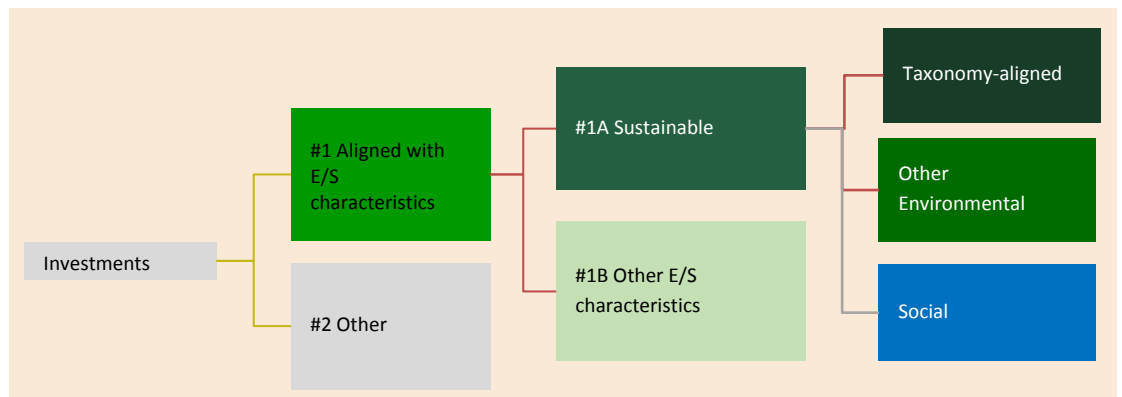 Investments
#1 Aligned with
E/S
characteristics
#2 Other
#1A Sustainable
#1B Other E/S
characteristics
Taxonomy-aligned
Other
Environmental
Social